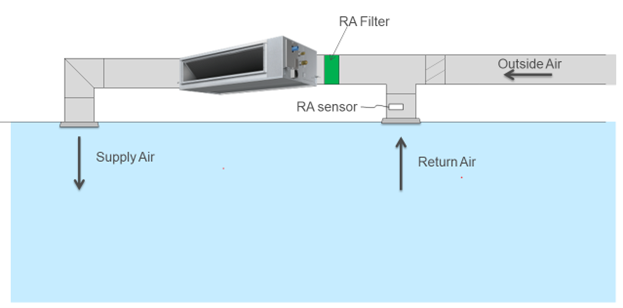 RA Filter
Outside Air
RA sensor
Supply Air
Return Air